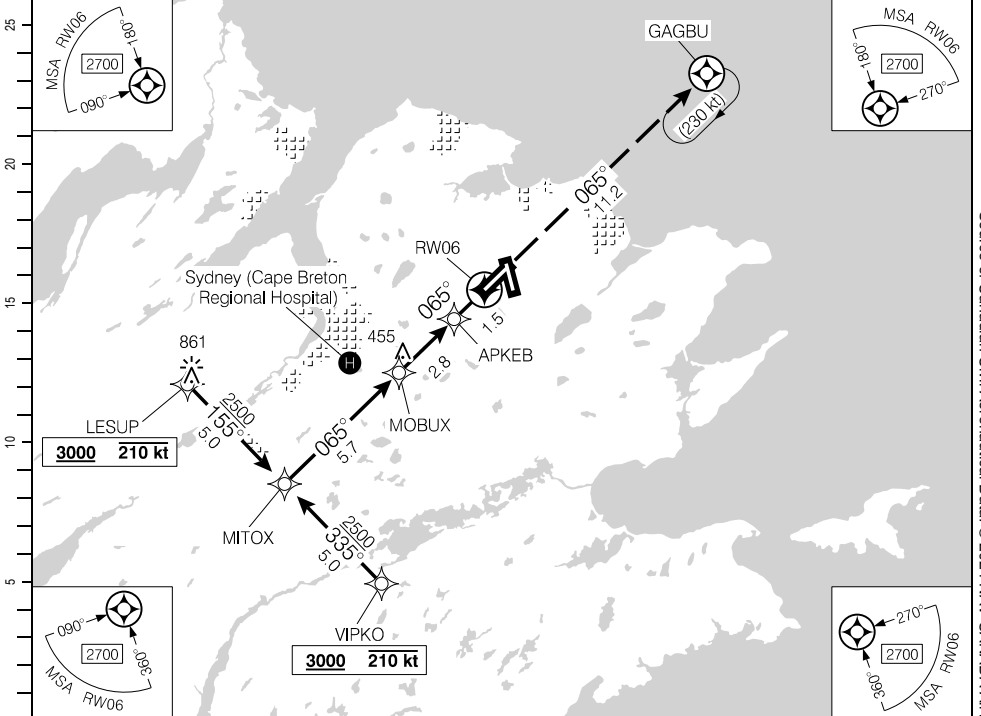 25
20
15
10
5
MSA RW06
180°
2700
090°
MSA RW06
180°
2700
270°
GAGBU
(230 kt)
065°
11.2
RW06
Sydney (Cape Breton
Regional Hospital)
H
455
065°
1.5
APKEB
2.8
MOBUX
861
LESUP
3000 210 kt
2500
155°
5.0
065°
5.7
MITOX
2500
335°
5.0
VIPKO
3000 210 kt
090°
2700
360°
MSA RW06
270°
2700
360°
MSA RW06